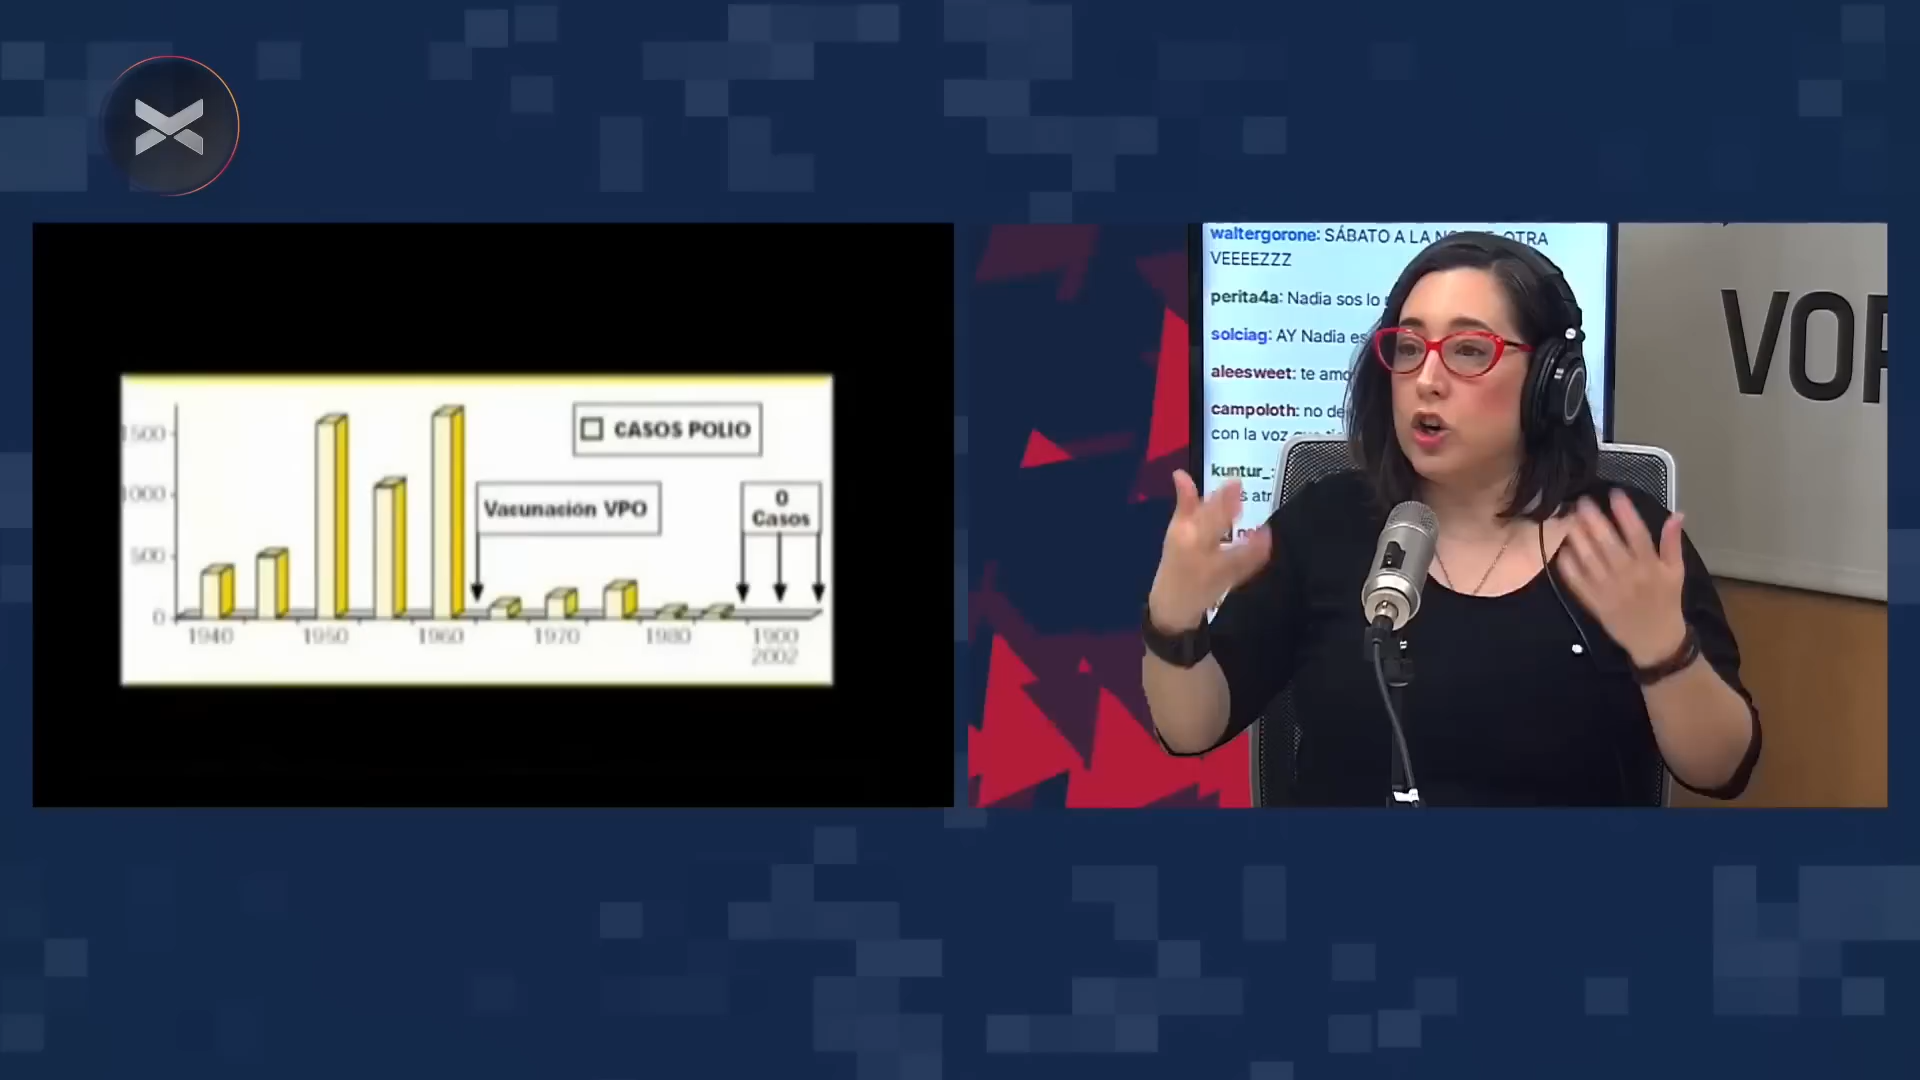 1500
1000
500
0
CASOS POLIO
Vacunación VPO
0
Casos
1940
1950
1960
1970
1980
1900
2002
waltergorone: SÁBATO A LA OTRA
VEEEEZZZ
perita4a: Nadia sos lo
solciag: AY Nadia es
aleesweet: te amo
campoloth: no de
con la voz
kuntur_:
VOR